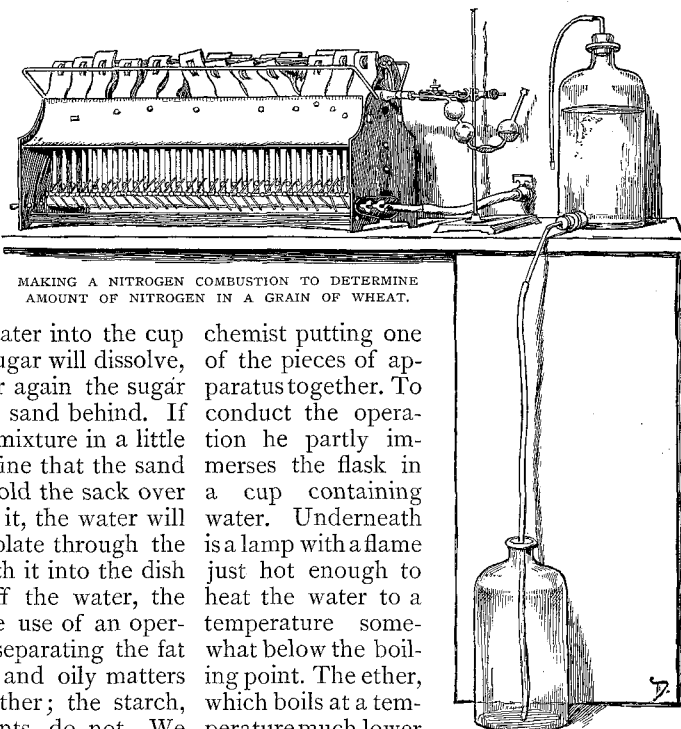 MAKING A NITROGEN COMBUSTION TO DETERMINE
AMOUNT OF NITROGEN IN A GRAIN OF WHEAT.
ater into the cup
ugar will dissolve,
r again the sugar
sand behind. If
mixture in a little
ine that the sand
old the sack over
it, the water will
olate through the
th it into the dish
ff the water, the
e use of an oper-
separating the fat
and oily matters
ther; the starch,
nts, do not. We
chemist putting one
of the pieces of ap-
paratus together. To
conduct the opera-
tion he partly im-
merses the flask in
a cup containing
water. Underneath
is a lamp with a flame
just hot enough to
heat the water to a
temperature some-
what below the boil-
ing point. The ether,
which boils at a tem-
perature much lower